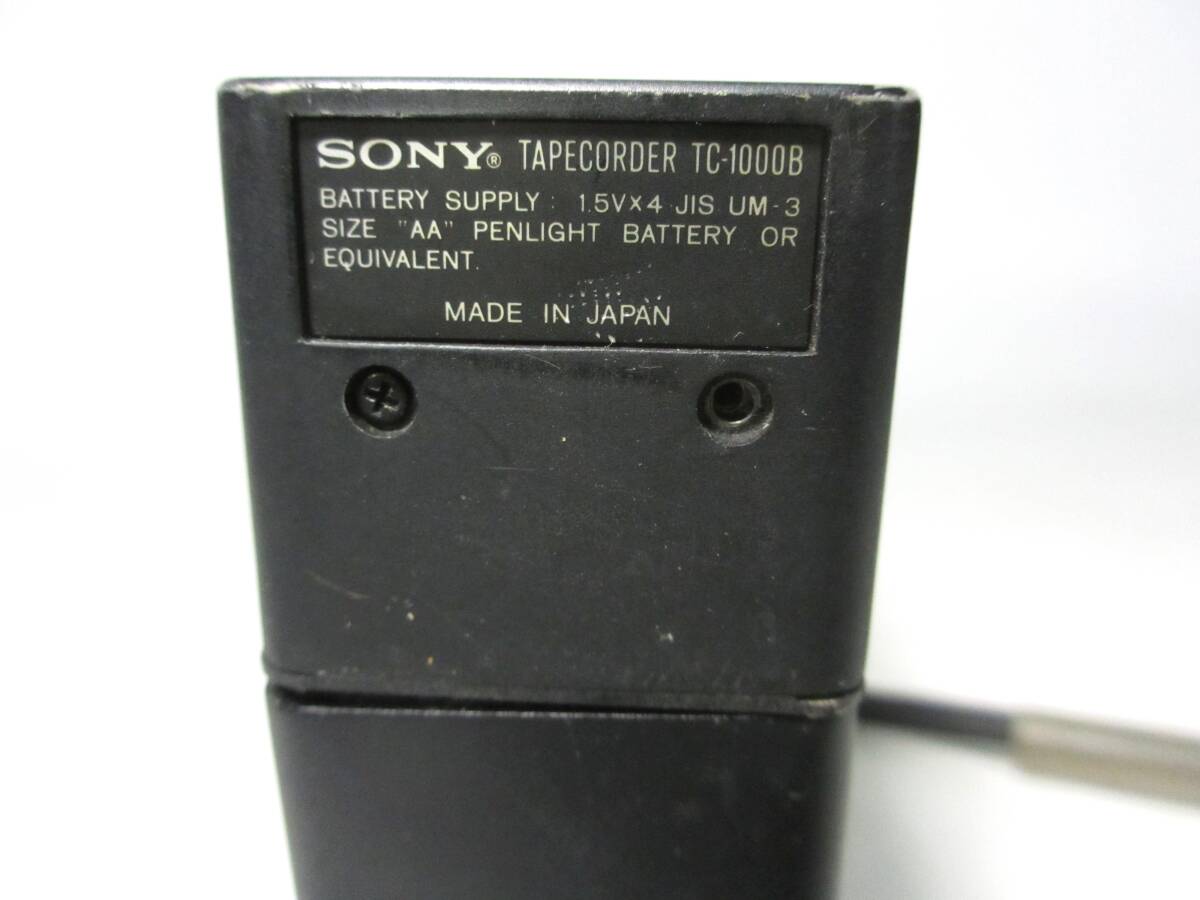 SONY® TAPECORDER TC-1000B
BATTERY SUPPLY : 1.5V×4 JIS UM-3
SIZE "AA" PENLIGHT BATTERY OR
EQUIVALENT.
MADE IN JAPAN